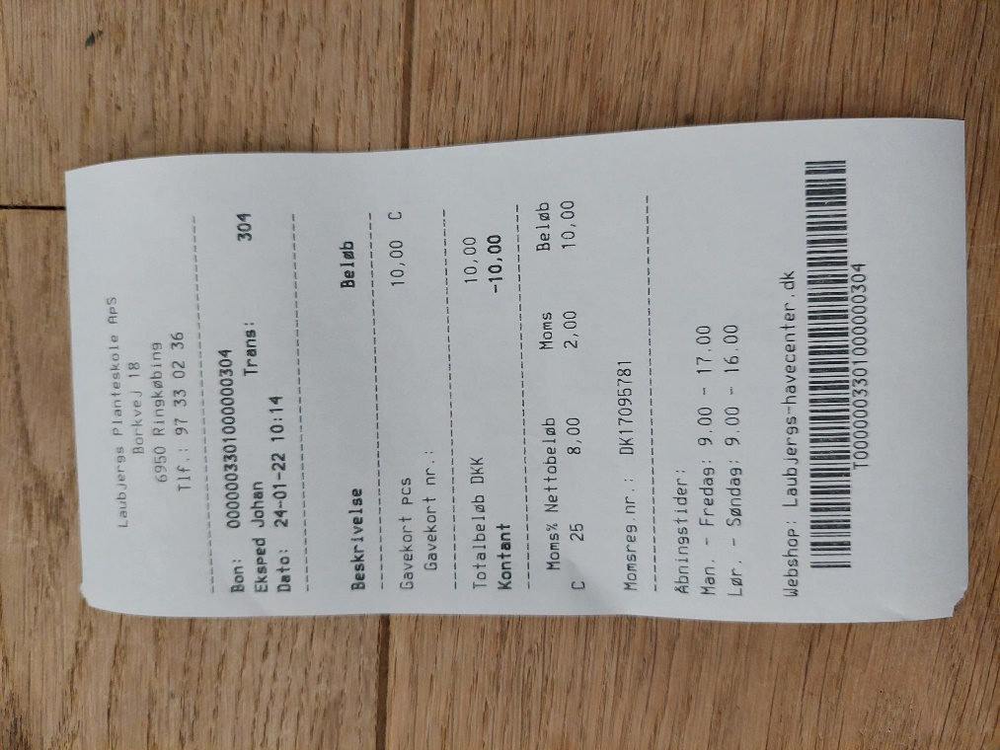 Laubjergs Planteskole ApS
Borkvej 18
6950 Ringkøbing
Tlf.: 97 33 02 36
Bon: 0000003301000000304
Eksped Johan Trans: 304
Dato: 24-01-22 10:14
Beskrivelse Beløb
Gavekort pcs 10,00 C
Gavekort nr.:
Totalbeløb DKK 10,00
Kontant -10,00
Moms% Nettobeløb Moms Beløb
C 25 8,00 2,00 10,00
Momsreg.nr.: DK17095781
Åbningstider:
Man. - Fredag: 9.00 - 17.00
Lør. - Søndag: 9.00 - 16.00
Webshop: Laubjergs-havecenter.dk
T0000003301000000304